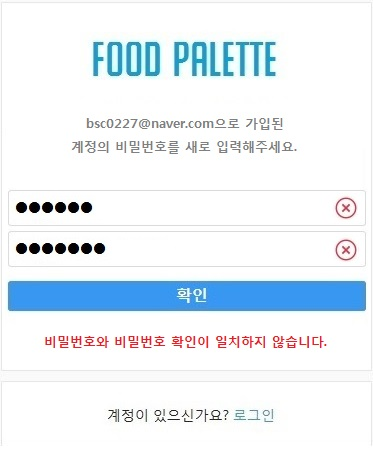 FOOD PALETTE
bsc0227@naver.com으로 가입된
계정의 비밀번호를 새로 입력해주세요.
●●●●●●
●●●●●●●
확인
비밀번호와 비밀번호 확인이 일치하지 않습니다.
계정이 있으신가요? 로그인